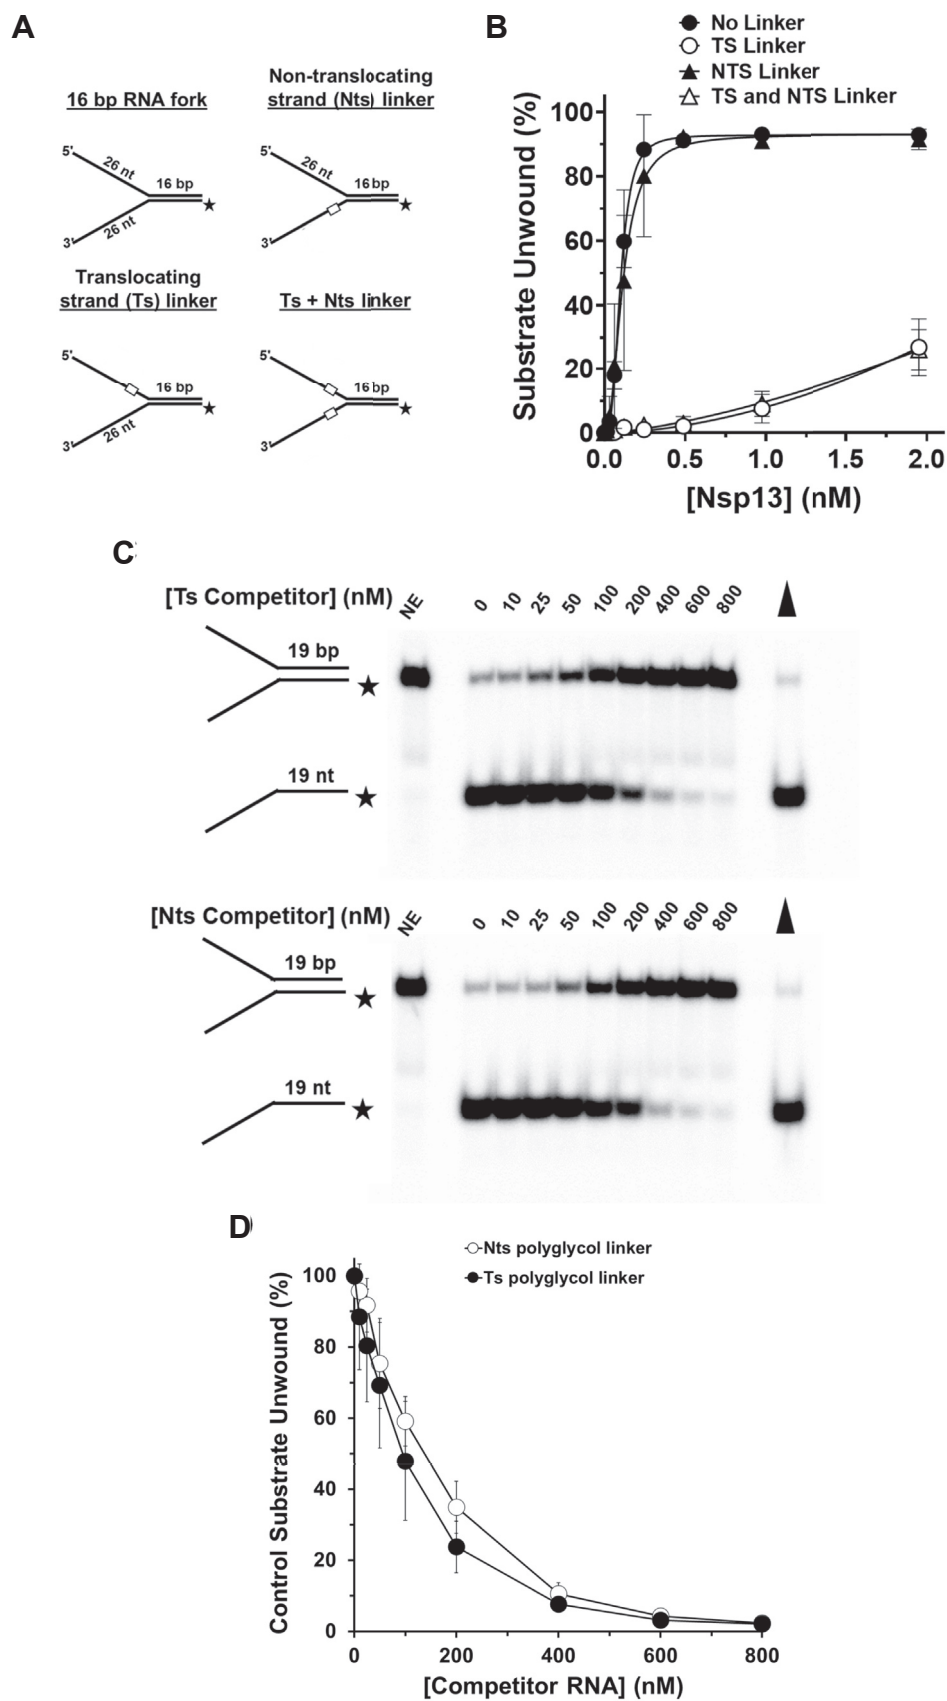 A
16 bp RNA fork
5'
26 nt
16 bp
26 nt
3'
Non-translocating
strand (Nts) linker
5'
26 nt
16 bp
3'
Translocating
strand (Ts) linker
5'
16 bp
26 nt
3'
Ts + Nts linker
5'
16 bp
3'
B
No Linker
TS Linker
NTS Linker
TS and NTS Linker
Substrate Unwound (%)
100
80
60
40
20
0
0.0 0.5 1.0 1.5 2.0
[Nsp13] (nM)
C
[Ts Competitor] (nM) NE 0 10 25 50 100 200 400 600 800
19 bp
19 nt
[Nts Competitor] (nM) NE 0 10 25 50 100 200 400 600 800
19 bp
19 nt
D
Nts polyglycol linker
Ts polyglycol linker
Control Substrate Unwound (%)
100
80
60
40
20
0
0 200 400 600 800
[Competitor RNA] (nM)